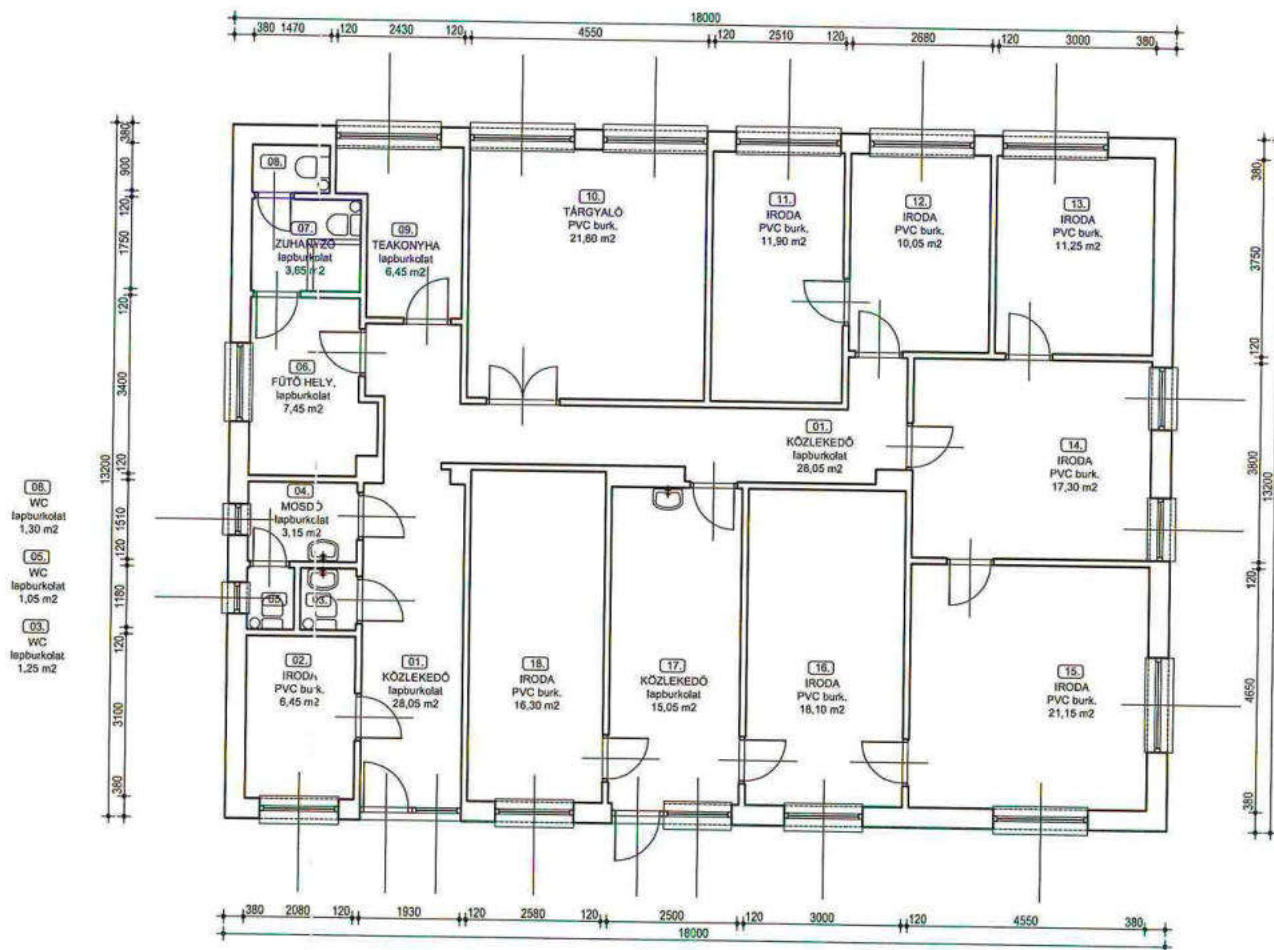 18000
380 1470 120 2430 120 4550 120 2510 120 2680 120 3000 380
380
900
120
1750
120
3400
13200
120
1510
120
1180
120
3100
380
08.
07.
ZUHANYZÓ
lapburkolat
3,65 m2
09.
TEAKONYHA
lapburkolat
6,45 m2
10.
TÁRGYALÓ
PVC burk.
21,60 m2
11.
IRODA
PVC burk.
11,90 m2
12.
IRODA
PVC burk.
10,05 m2
13.
IRODA
PVC burk.
11,25 m2
06.
FŰTŐ HELY.
lapburkolat
7,45 m2
01.
KÖZLEKEDŐ
lapburkolat
28,05 m2
14.
IRODA
PVC burk.
17,30 m2
04.
MOSDÓ
lapburkolat
3,15 m2
05.
03.
02.
IRODA
PVC burk.
6,45 m2
01.
KÖZLEKEDŐ
lapburkolat
28,05 m2
18.
IRODA
PVC burk.
16,30 m2
17.
KÖZLEKEDŐ
lapburkolat
15,05 m2
16.
IRODA
PVC burk.
18,10 m2
15.
IRODA
PVC burk.
21,15 m2
08.
WC
lapburkolat
1,30 m2
05.
WC
lapburkolat
1,05 m2
03.
WC
lapburkolat
1,25 m2
380
3750
120
3800
13200
120
4650
380
380 2080 120 1930 120 2580 120 2500 120 3000 120 4550 380
18000